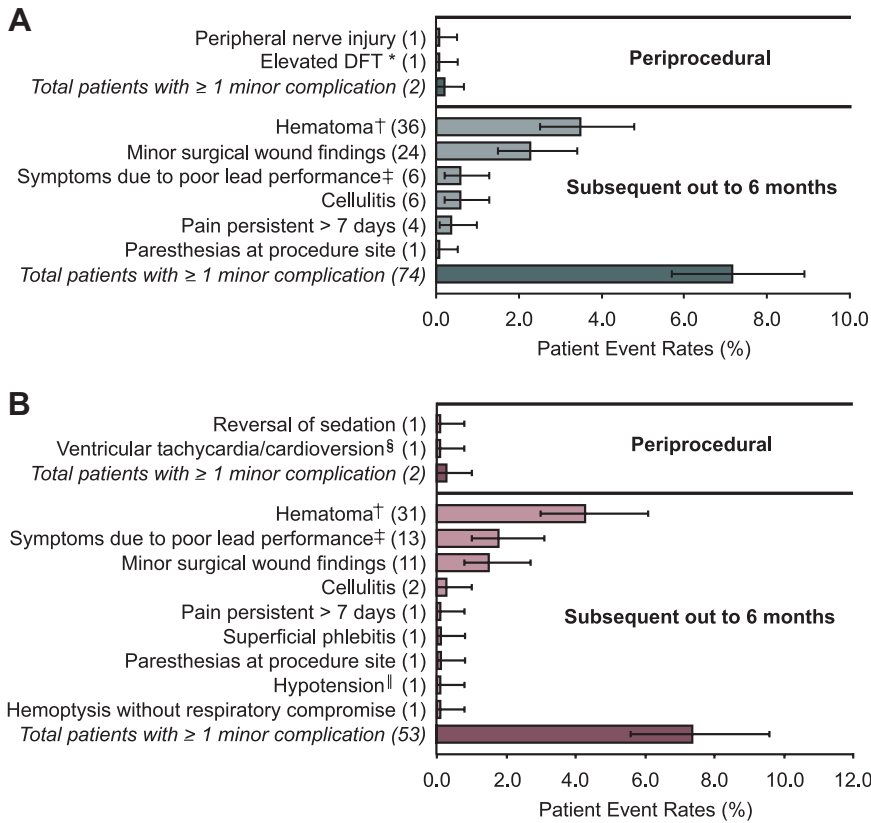 A
Peripheral nerve injury (1)
Elevated DFT * (1)
Total patients with ≥ 1 minor complication (2)
Periprocedural
Hematoma† (36)
Minor surgical wound findings (24)
Symptoms due to poor lead performance‡ (6)
Cellulitis (6)
Pain persistent > 7 days (4)
Paresthesias at procedure site (1)
Total patients with ≥ 1 minor complication (74)
Subsequent out to 6 months
0.0 2.0 4.0 6.0 8.0 10.0
Patient Event Rates (%)
B
Reversal of sedation (1)
Ventricular tachycardia/cardioversion§ (1)
Total patients with ≥ 1 minor complication (2)
Periprocedural
Hematoma† (31)
Symptoms due to poor lead performance‡ (13)
Minor surgical wound findings (11)
Cellulitis (2)
Pain persistent > 7 days (1)
Superficial phlebitis (1)
Paresthesias at procedure site (1)
Hypotension‖ (1)
Hemoptysis without respiratory compromise (1)
Total patients with ≥ 1 minor complication (53)
Subsequent out to 6 months
0.0 2.0 4.0 6.0 8.0 10.0 12.0
Patient Event Rates (%)